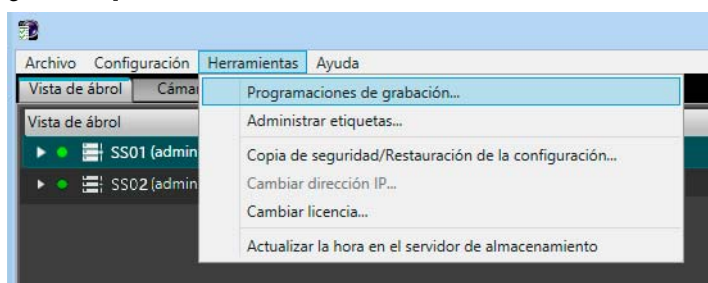 Archivo Configuración Herramientas Ayuda
Vista de ábrol Cáma
Programaciones de grabación...
Vista de ábrol
Administrar etiquetas...
SS01 (admin
Copia de seguridad/Restauración de la configuración...
SS02 (admin
Cambiar dirección IP...
Cambiar licencia...
Actualizar la hora en el servidor de almacenamiento